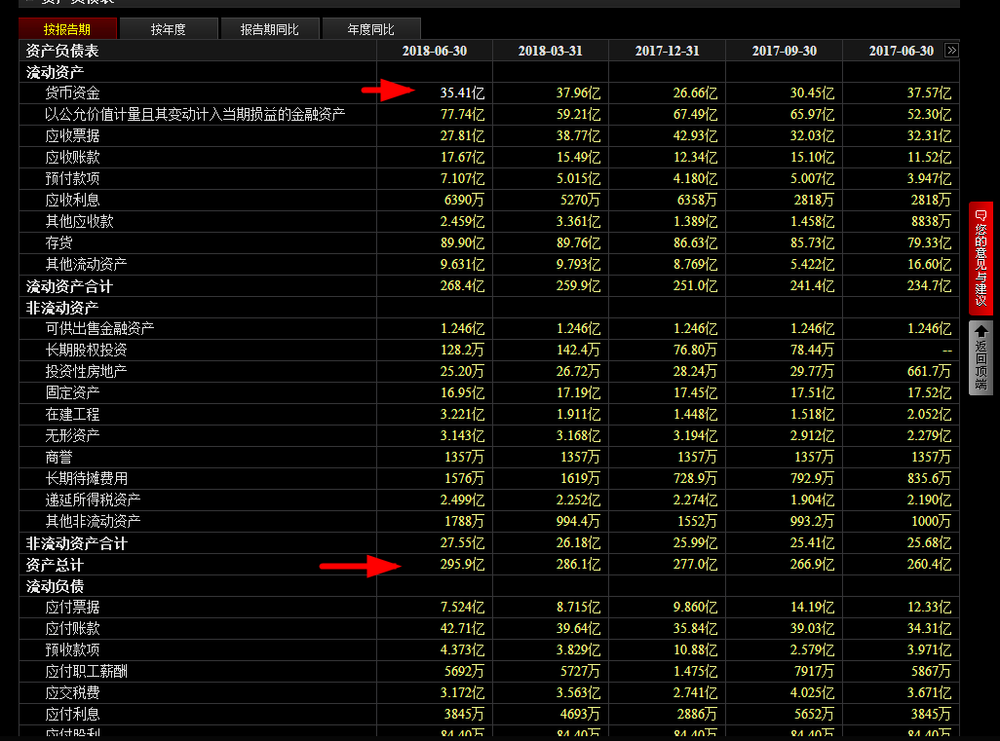 按报告期 按年度 报告期同比 年度同比
资产负债表 2018-06-30 2018-03-31 2017-12-31 2017-09-30 2017-06-30 >>
流动资产
货币资金 35.41亿 37.96亿 26.66亿 30.45亿 37.57亿
以公允价值计量且其变动计入当期损益的金融资产 77.74亿 59.21亿 67.49亿 65.97亿 52.30亿
应收票据 27.81亿 38.77亿 42.93亿 32.03亿 32.31亿
应收账款 17.67亿 15.49亿 12.34亿 15.10亿 11.52亿
预付款项 7.107亿 5.015亿 4.180亿 5.007亿 3.947亿
应收利息 6390万 5270万 6358万 2818万 2818万
其他应收款 2.459亿 3.361亿 1.389亿 1.458亿 8838万
存货 89.90亿 89.76亿 86.63亿 85.73亿 79.33亿
其他流动资产 9.631亿 9.793亿 8.769亿 5.422亿 16.60亿
流动资产合计 268.4亿 259.9亿 251.0亿 241.4亿 234.7亿
非流动资产
可供出售金融资产 1.246亿 1.246亿 1.246亿 1.246亿 1.246亿
长期股权投资 128.2万 142.4万 76.80万 78.44万 --
投资性房地产 25.20万 26.72万 28.24万 29.77万 661.7万
固定资产 16.95亿 17.19亿 17.45亿 17.51亿 17.52亿
在建工程 3.221亿 1.911亿 1.448亿 1.518亿 2.052亿
无形资产 3.143亿 3.168亿 3.194亿 2.912亿 2.279亿
商誉 1357万 1357万 1357万 1357万 1357万
长期待摊费用 1576万 1619万 728.9万 792.9万 835.6万
递延所得税资产 2.499亿 2.252亿 2.274亿 1.904亿 2.190亿
其他非流动资产 1788万 994.4万 1552万 993.2万 1000万
非流动资产合计 27.55亿 26.18亿 25.99亿 25.41亿 25.68亿
资产总计 295.9亿 286.1亿 277.0亿 266.9亿 260.4亿
流动负债
应付票据 7.524亿 8.715亿 9.860亿 14.19亿 12.33亿
应付账款 42.71亿 39.64亿 35.84亿 39.03亿 34.31亿
预收款项 4.373亿 3.829亿 10.88亿 2.579亿 3.971亿
应付职工薪酬 5692万 5727万 1.475亿 7917万 5867万
应交税费 3.172亿 3.563亿 2.741亿 4.025亿 3.671亿
应付利息 3845万 4693万 2886万 5652万 3845万
应付股利 84.40万 84.40万 84.40万 84.40万 84.40万
您的意见与建议
返回顶端